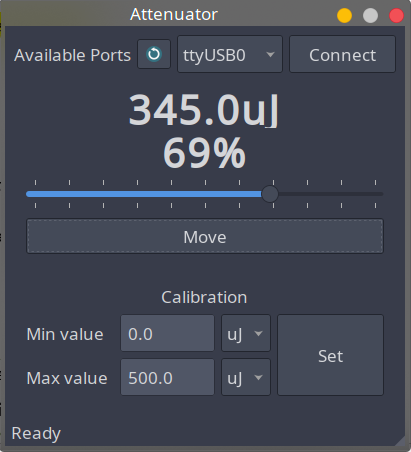 Attenuator
Available Ports ttyUSB0 Connect
345.0uJ
69%
Move
Calibration
Min value 0.0 uJ
Set
Max value 500.0 uJ
Ready